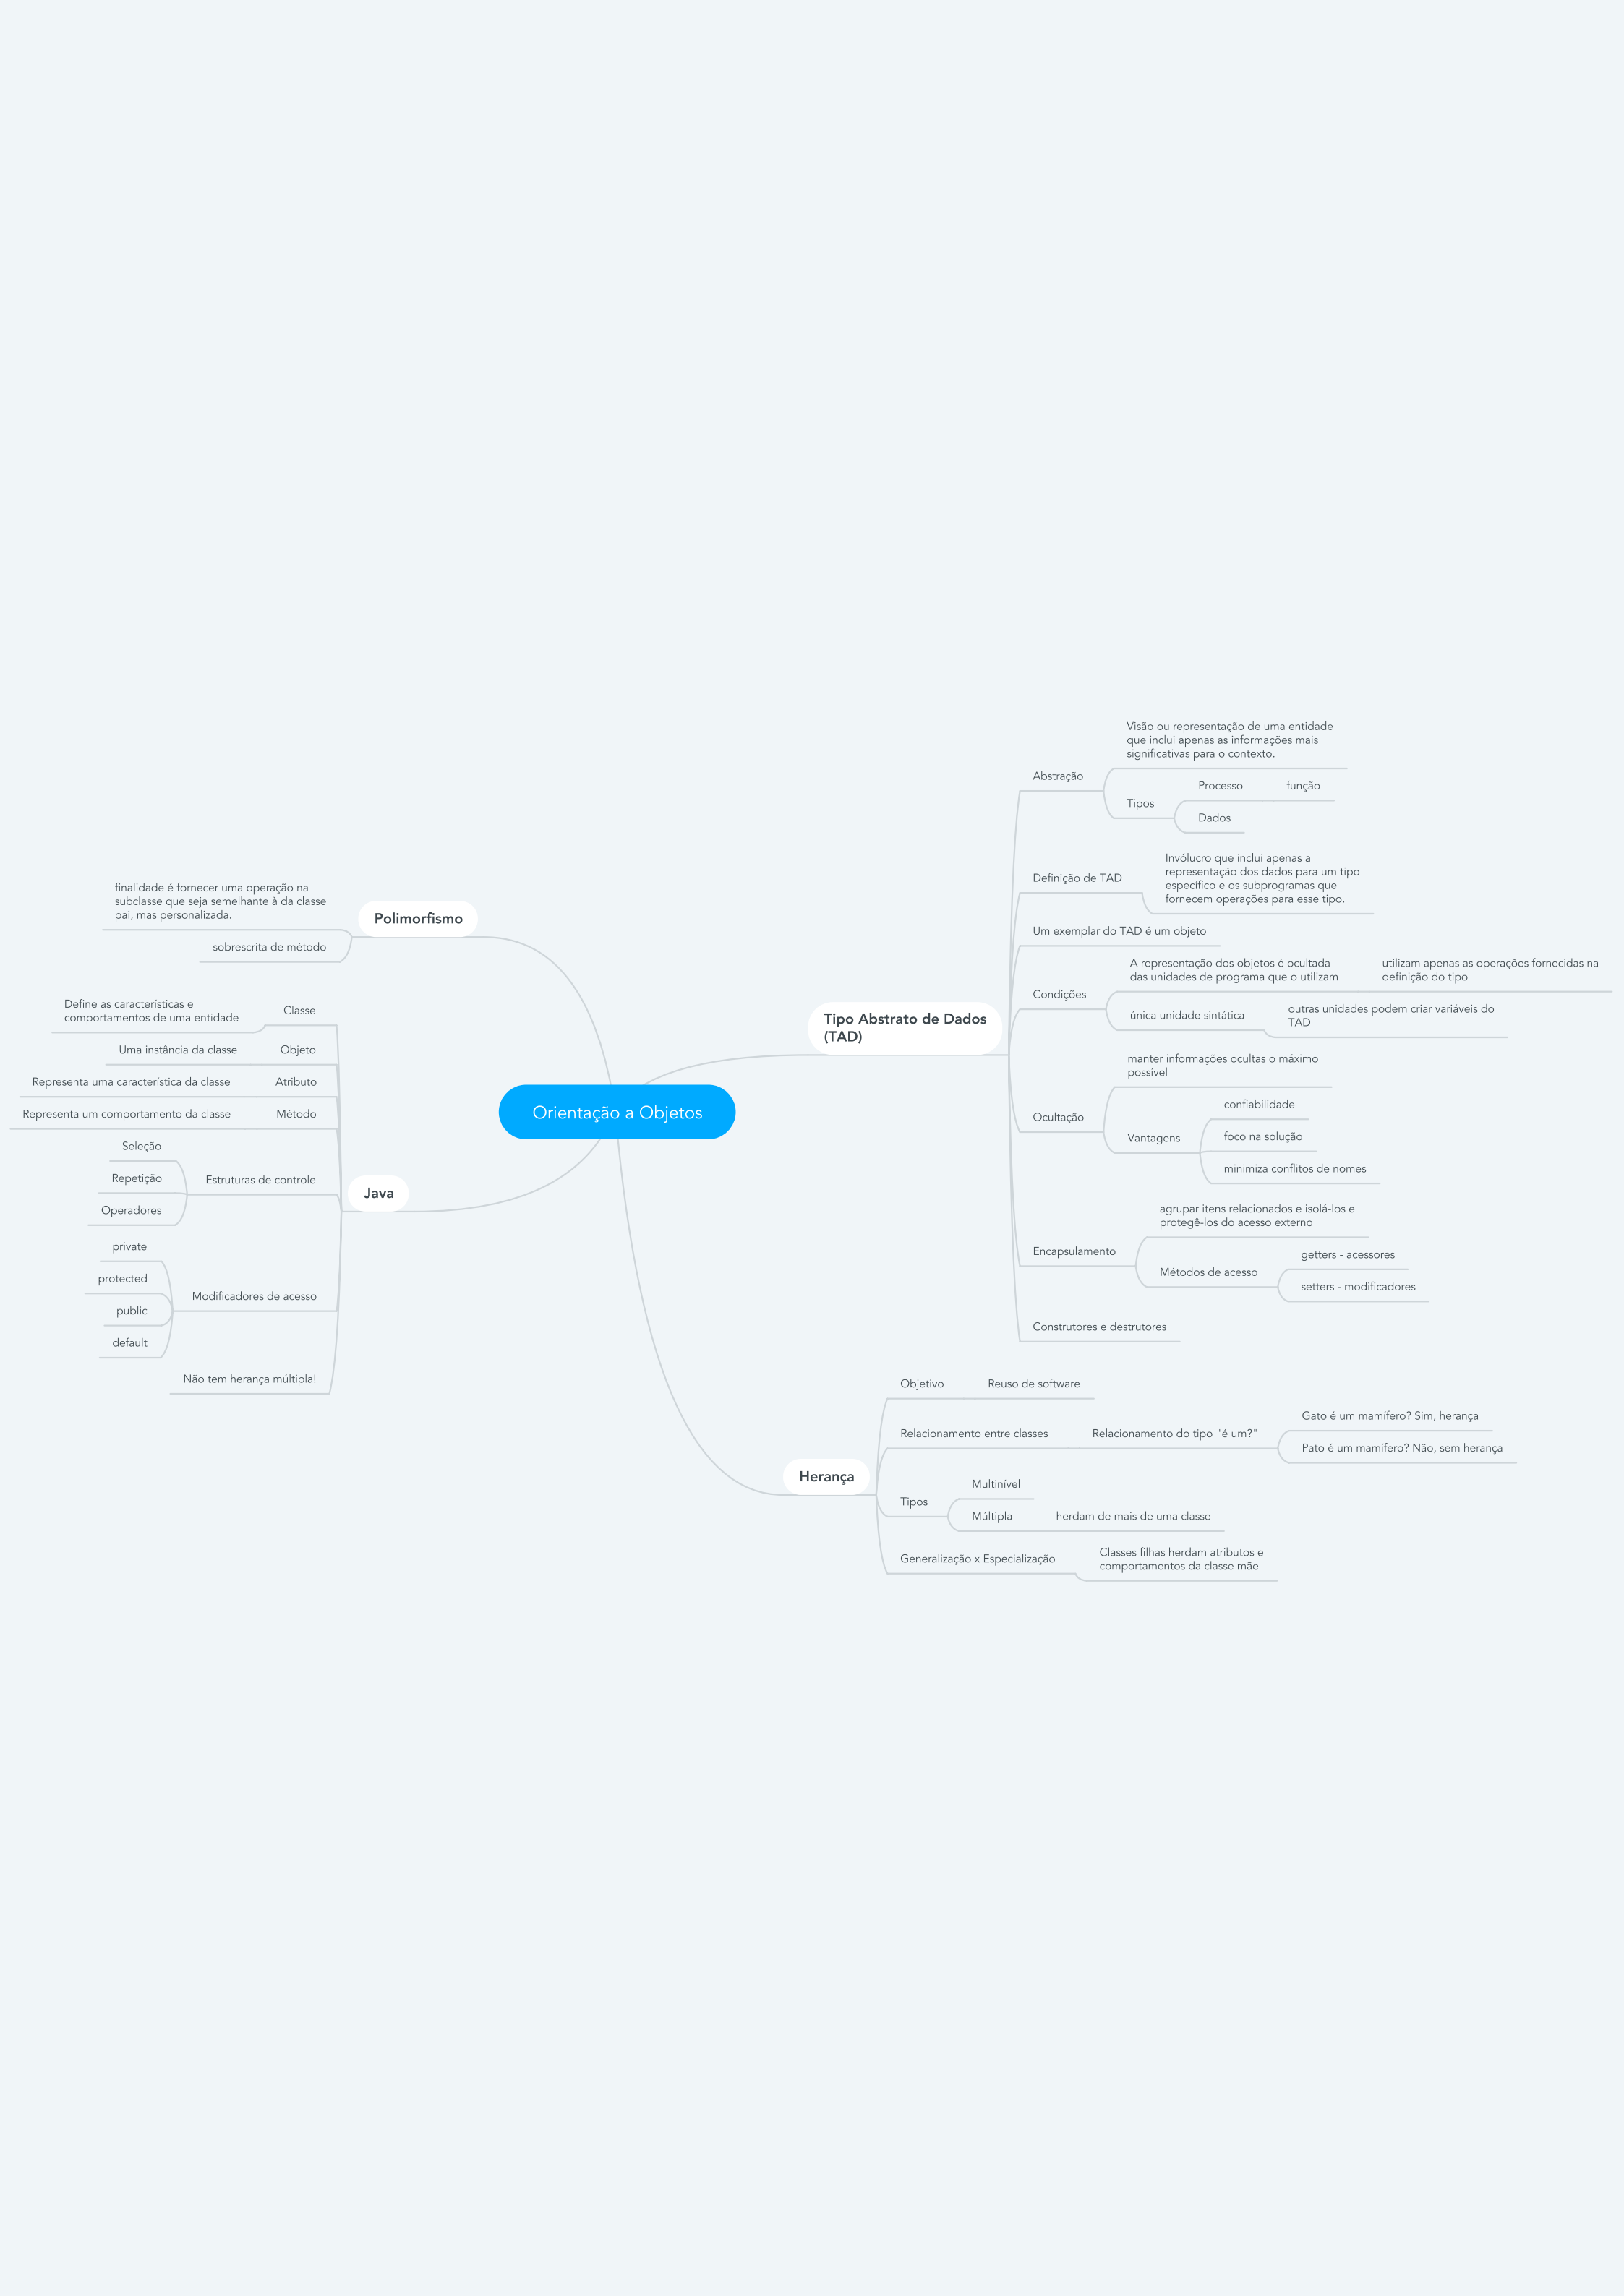 Orientação a Objetos
Tipo Abstrato de Dados
(TAD)
Abstração
Visão ou representação de uma entidade
que inclui apenas as informações mais
significativas para o contexto.
Tipos
Processo
função
Dados
Definição de TAD
Invólucro que inclui apenas a
representação dos dados para um tipo
específico e os subprogramas que
fornecem operações para esse tipo.
Um exemplar do TAD é um objeto
Condições
A representação dos objetos é ocultada
das unidades de programa que o utilizam
utilizam apenas as operações fornecidas na
definição do tipo
única unidade sintática
outras unidades podem criar variáveis do
TAD
Ocultação
manter informações ocultas o máximo
possível
Vantagens
confiabilidade
foco na solução
minimiza conflitos de nomes
Encapsulamento
agrupar itens relacionados e isolá-los e
protegê-los do acesso externo
Métodos de acesso
getters - acessores
setters - modificadores
Construtores e destrutores
Herança
Objetivo
Reuso de software
Relacionamento entre classes
Relacionamento do tipo "é um?"
Gato é um mamífero? Sim, herança
Pato é um mamífero? Não, sem herança
Tipos
Multinível
Múltipla
herdam de mais de uma classe
Generalização x Especialização
Classes filhas herdam atributos e
comportamentos da classe mãe
Polimorfismo
finalidade é fornecer uma operação na
subclasse que seja semelhante à da classe
pai, mas personalizada.
sobrescrita de método
Java
Classe
Define as características e
comportamentos de uma entidade
Objeto
Uma instância da classe
Atributo
Representa uma característica da classe
Método
Representa um comportamento da classe
Estruturas de controle
Seleção
Repetição
Operadores
Modificadores de acesso
private
protected
public
default
Não tem herança múltipla!